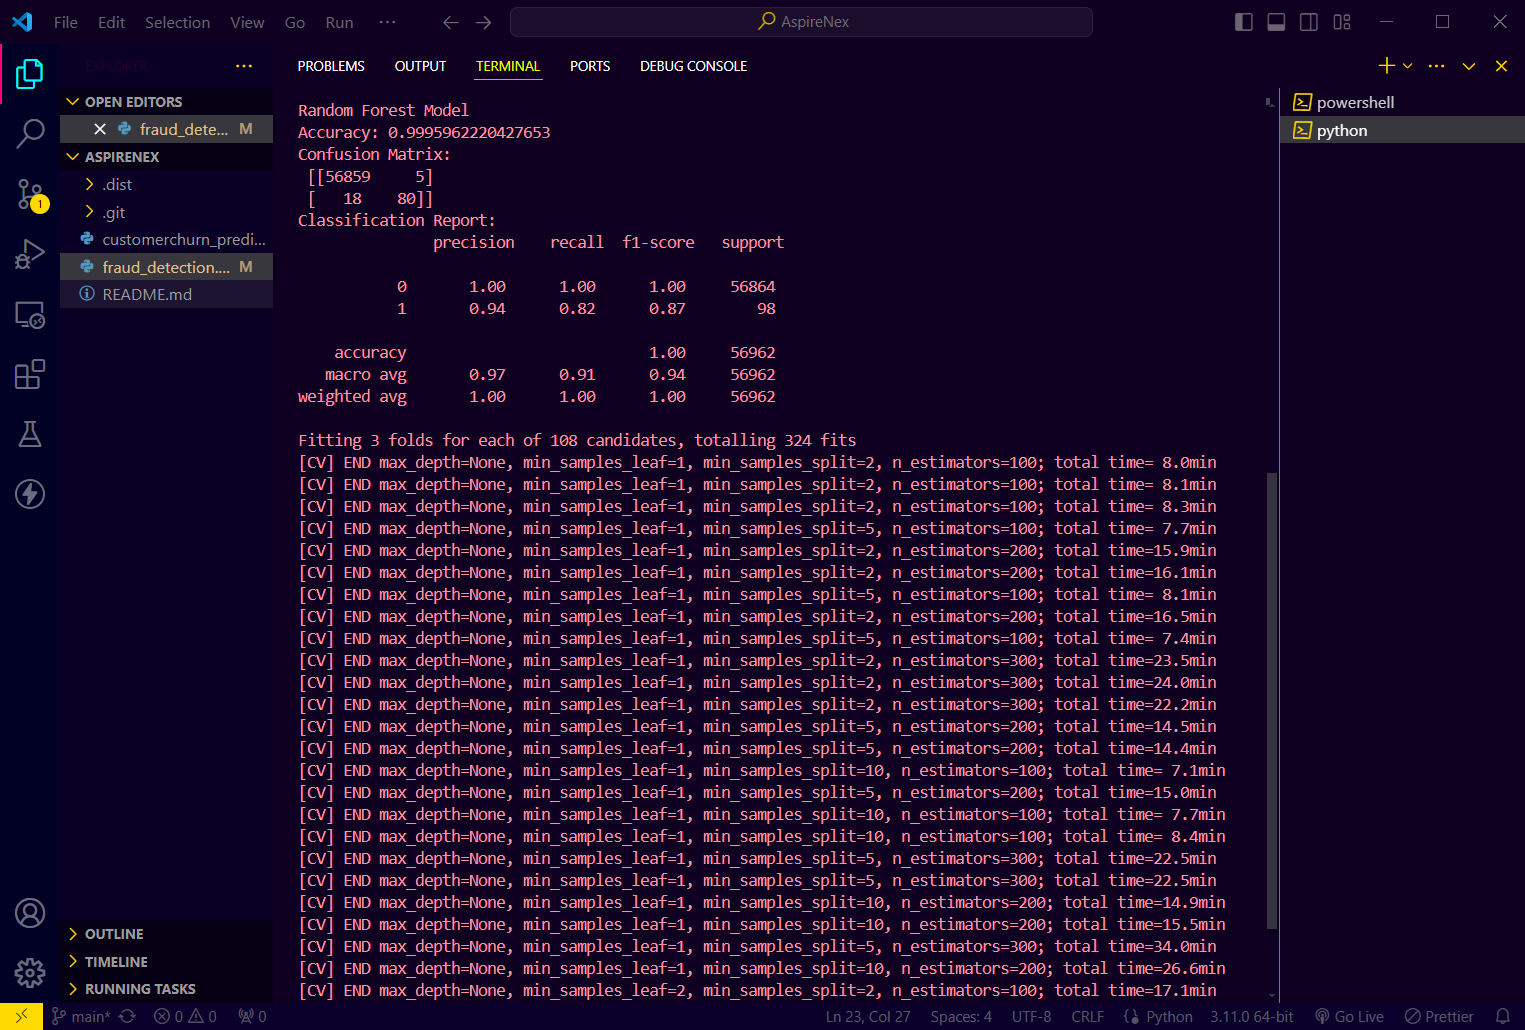 File Edit Selection View Go Run ··· AspireNex
EXPLORER
OPEN EDITORS
fraud_dete... M
ASPIRENEX
.dist
.git
customerchurn_predi...
fraud_detection.... M
README.md
OUTLINE
TIMELINE
RUNNING TASKS
1
PROBLEMS OUTPUT TERMINAL PORTS DEBUG CONSOLE
Random Forest Model
Accuracy: 0.9995962220427653
Confusion Matrix:
[[56859 5]
[ 18 80]]
Classification Report:
precision recall f1-score support
0 1.00 1.00 1.00 56864
1 0.94 0.82 0.87 98
accuracy 1.00 56962
macro avg 0.97 0.91 0.94 56962
weighted avg 1.00 1.00 1.00 56962
Fitting 3 folds for each of 108 candidates, totalling 324 fits
[CV] END max_depth=None, min_samples_leaf=1, min_samples_split=2, n_estimators=100; total time= 8.0min
[CV] END max_depth=None, min_samples_leaf=1, min_samples_split=2, n_estimators=100; total time= 8.1min
[CV] END max_depth=None, min_samples_leaf=1, min_samples_split=2, n_estimators=100; total time= 8.3min
[CV] END max_depth=None, min_samples_leaf=1, min_samples_split=5, n_estimators=100; total time= 7.7min
[CV] END max_depth=None, min_samples_leaf=1, min_samples_split=2, n_estimators=200; total time=15.9min
[CV] END max_depth=None, min_samples_leaf=1, min_samples_split=2, n_estimators=200; total time=16.1min
[CV] END max_depth=None, min_samples_leaf=1, min_samples_split=5, n_estimators=100; total time= 8.1min
[CV] END max_depth=None, min_samples_leaf=1, min_samples_split=2, n_estimators=200; total time=16.5min
[CV] END max_depth=None, min_samples_leaf=1, min_samples_split=5, n_estimators=100; total time= 7.4min
[CV] END max_depth=None, min_samples_leaf=1, min_samples_split=2, n_estimators=300; total time=23.5min
[CV] END max_depth=None, min_samples_leaf=1, min_samples_split=2, n_estimators=300; total time=24.0min
[CV] END max_depth=None, min_samples_leaf=1, min_samples_split=2, n_estimators=300; total time=22.2min
[CV] END max_depth=None, min_samples_leaf=1, min_samples_split=5, n_estimators=200; total time=14.5min
[CV] END max_depth=None, min_samples_leaf=1, min_samples_split=5, n_estimators=200; total time=14.4min
[CV] END max_depth=None, min_samples_leaf=1, min_samples_split=10, n_estimators=100; total time= 7.1min
[CV] END max_depth=None, min_samples_leaf=1, min_samples_split=5, n_estimators=200; total time=15.0min
[CV] END max_depth=None, min_samples_leaf=1, min_samples_split=10, n_estimators=100; total time= 7.7min
[CV] END max_depth=None, min_samples_leaf=1, min_samples_split=10, n_estimators=100; total time= 8.4min
[CV] END max_depth=None, min_samples_leaf=1, min_samples_split=5, n_estimators=300; total time=22.5min
[CV] END max_depth=None, min_samples_leaf=1, min_samples_split=5, n_estimators=300; total time=22.5min
[CV] END max_depth=None, min_samples_leaf=1, min_samples_split=10, n_estimators=200; total time=14.9min
[CV] END max_depth=None, min_samples_leaf=1, min_samples_split=10, n_estimators=200; total time=15.5min
[CV] END max_depth=None, min_samples_leaf=1, min_samples_split=5, n_estimators=300; total time=34.0min
[CV] END max_depth=None, min_samples_leaf=1, min_samples_split=10, n_estimators=200; total time=26.6min
[CV] END max_depth=None, min_samples_leaf=2, min_samples_split=2, n_estimators=100; total time=17.1min
powershell
python
main* 0 0 0 Ln 23, Col 27 Spaces: 4 UTF-8 CRLF Python 3.11.0 64-bit Go Live Prettier